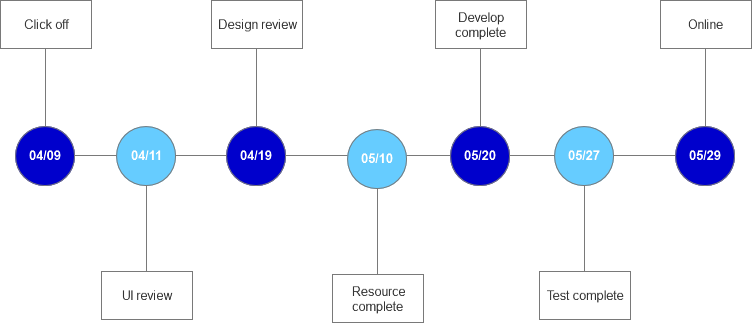 Click off
Design review
Develop
complete
Online
04/09
04/11
04/19
05/10
05/20
05/27
05/29
UI review
Resource
complete
Test complete